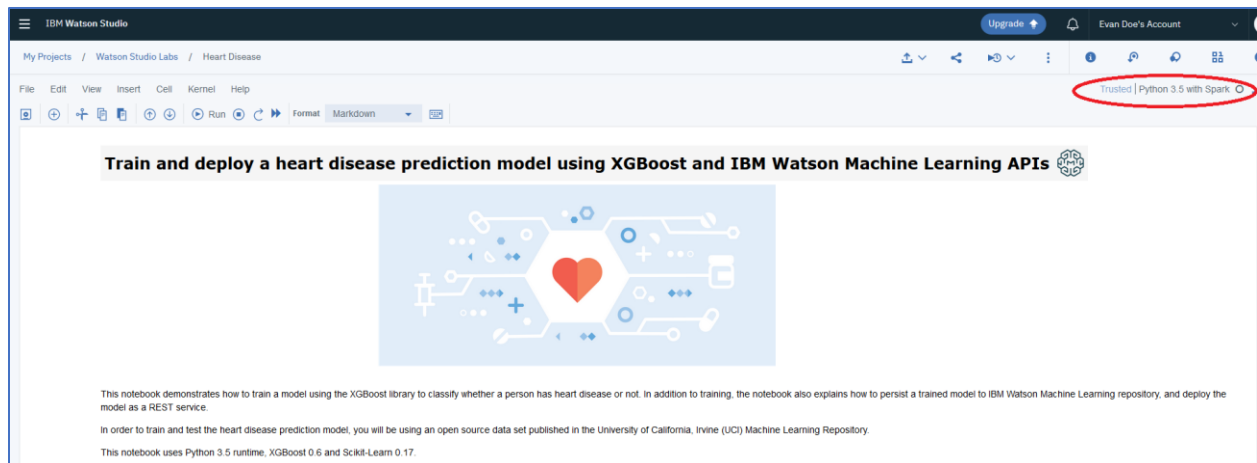 IBM Watson Studio
Upgrade
Evan Doe's Account
My Projects / Watson Studio Labs / Heart Disease
File Edit View Insert Cell Kernel Help
Trusted | Python 3.5 with Spark
Run
Format Markdown
Train and deploy a heart disease prediction model using XGBoost and IBM Watson Machine Learning APIs
This notebook demonstrates how to train a model using the XGBoost library to classify whether a person has heart disease or not. In addition to training, the notebook also explains how to persist a trained model to IBM Watson Machine Learning repository, and deploy the
model as a REST service.
In order to train and test the heart disease prediction model, you will be using an open source data set published in the University of California, Irvine (UCI) Machine Learning Repository.
This notebook uses Python 3.5 runtime, XGBoost 0.6 and Scikit-Learn 0.17.